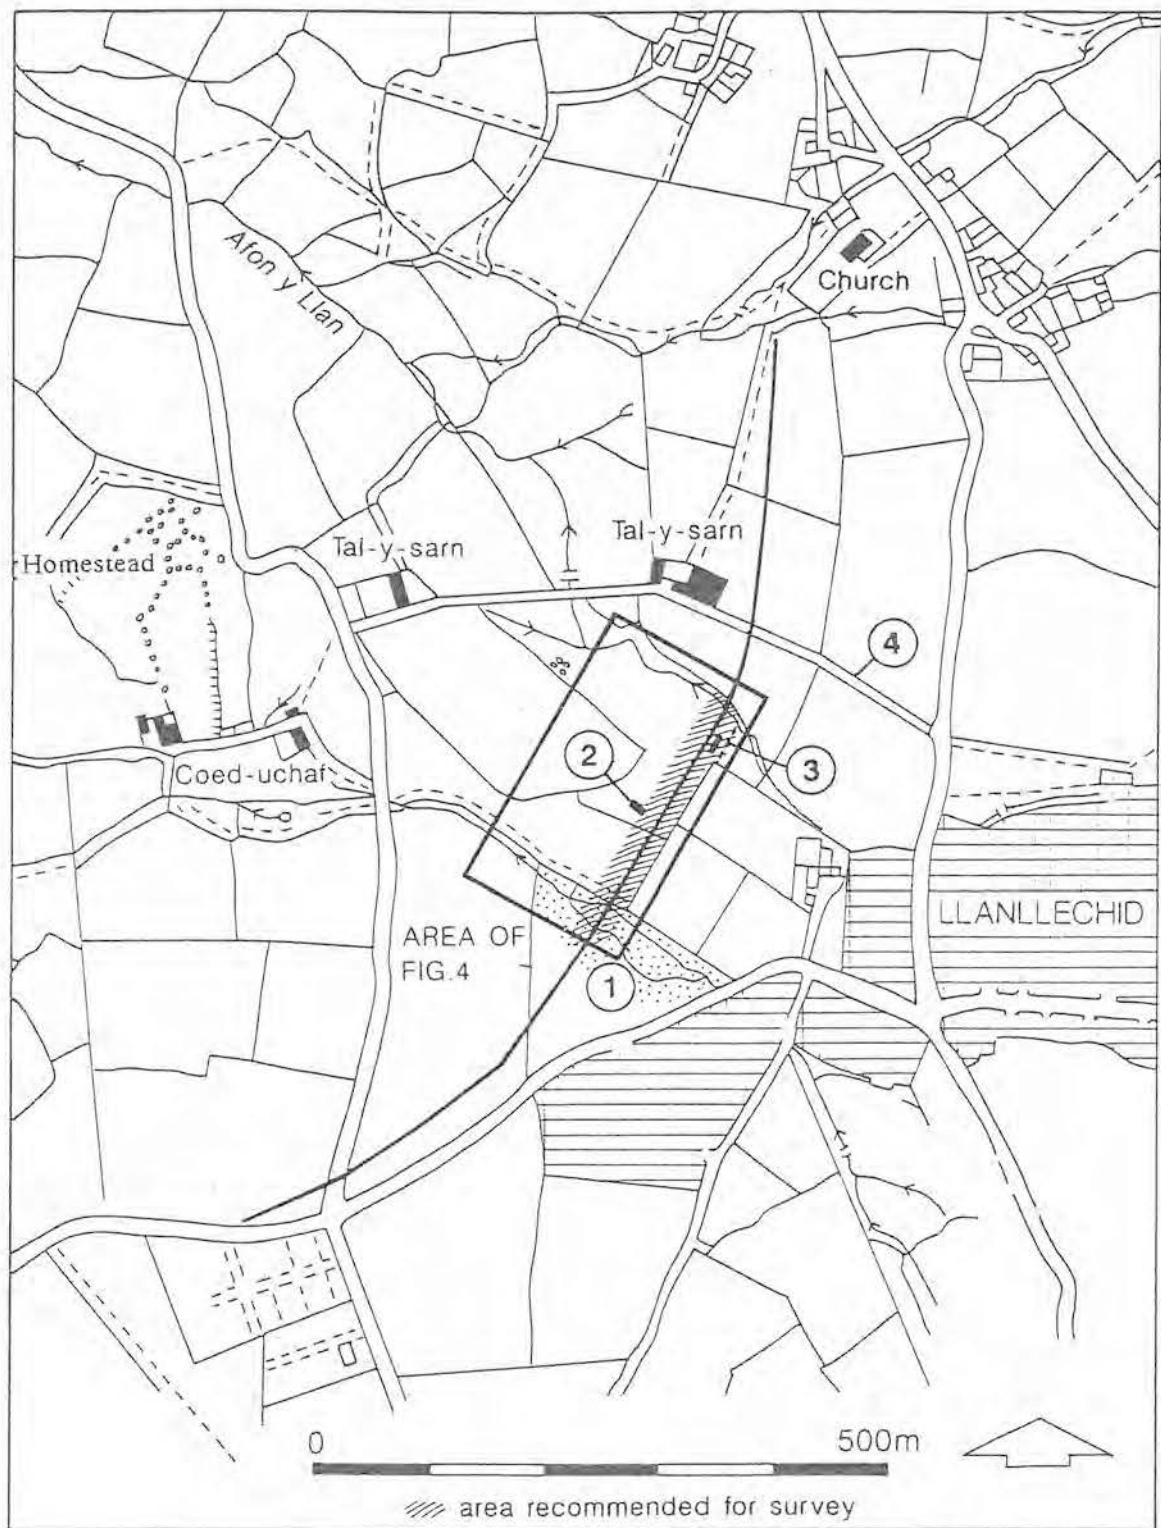 Afon y Llan
Church
Tal-y-sarn
Tal-y-sarn
Homestead
4
2
3
Coed-uchaf
LLANLLECHID
AREA OF
FIG.4
1
0 500m
area recommended for survey